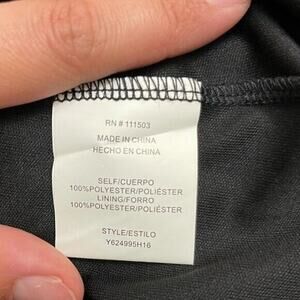 RN # 111503
MADE IN CHINA
HECHO EN CHINA
SELF/CUERPO
100%POLYESTER/POLIÉSTER
LINING/FORRO
100%POLYESTER/POLIÉSTER
STYLE/ESTILO
Y624995H16